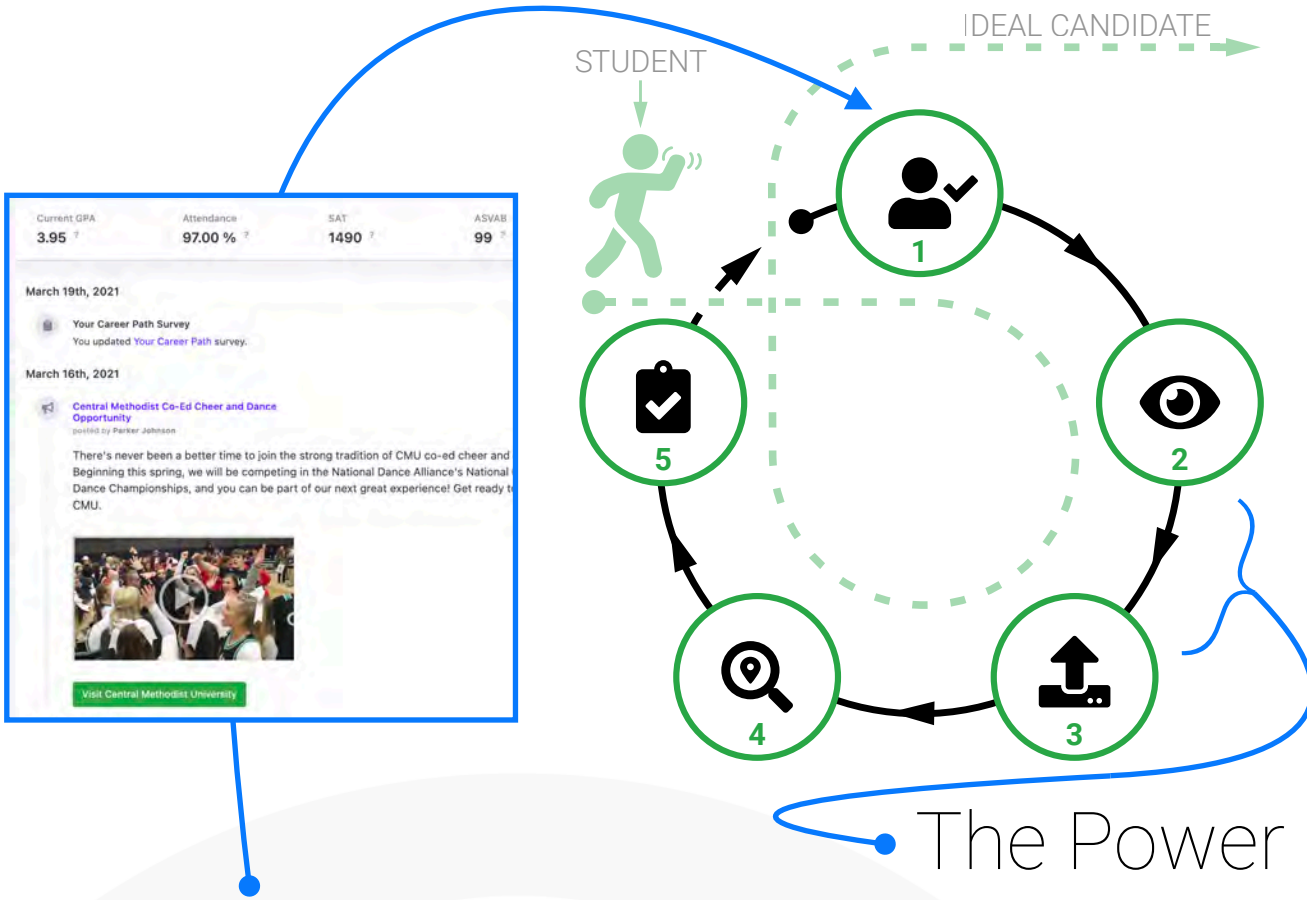 IDEAL CANDIDATE
STUDENT
Current GPA
3.95 ?
Attendance
97.00 % ?
SAT
1490 ?
ASVAB
99 ?
March 19th, 2021
Your Career Path Survey
You updated Your Career Path survey.
March 16th, 2021
Central Methodist Co-Ed Cheer and Dance
Opportunity
posted by Parker Johnson
There's never been a better time to join the strong tradition of CMU co-ed cheer and
Beginning this spring, we will be competing in the National Dance Alliance's National
Dance Championships, and you can be part of our next great experience! Get ready to
CMU.
Visit Central Methodist University
1
2
3
4
5
The Power